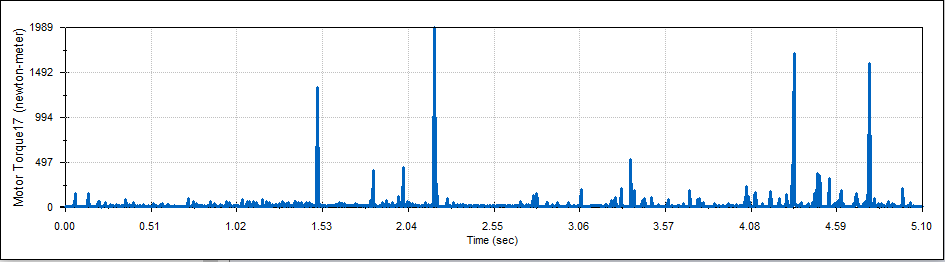 Motor Torque17 (newton-meter)
1989
1492
994
497
0
0.00 0.51 1.02 1.53 2.04 2.55 3.06 3.57 4.08 4.59 5.10
Time (sec)